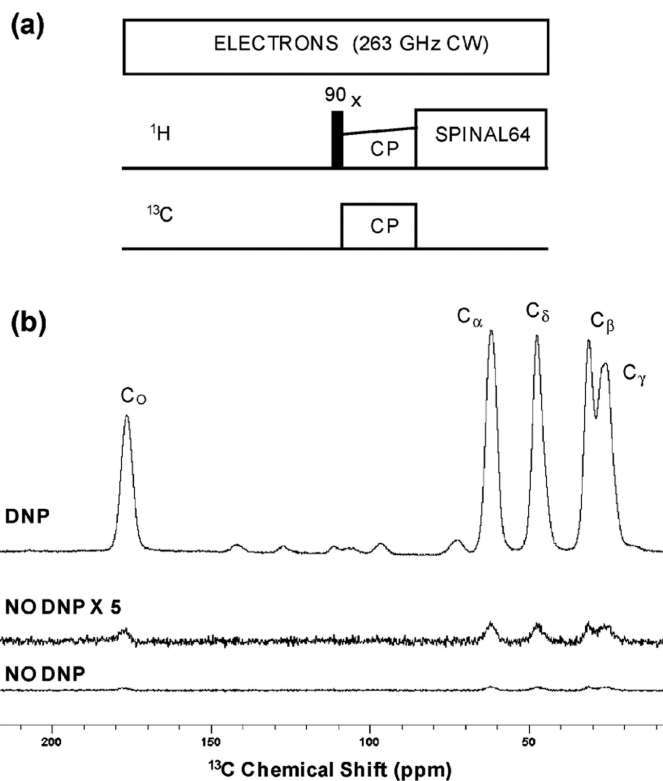 (a)
ELECTRONS (263 GHz CW)
90 x
¹H
CP
SPINAL64
¹³C
CP
(b)
Cα
Cδ
Cβ
Cγ
CO
DNP
NO DNP X 5
NO DNP
200 150 100 50
¹³C Chemical Shift (ppm)